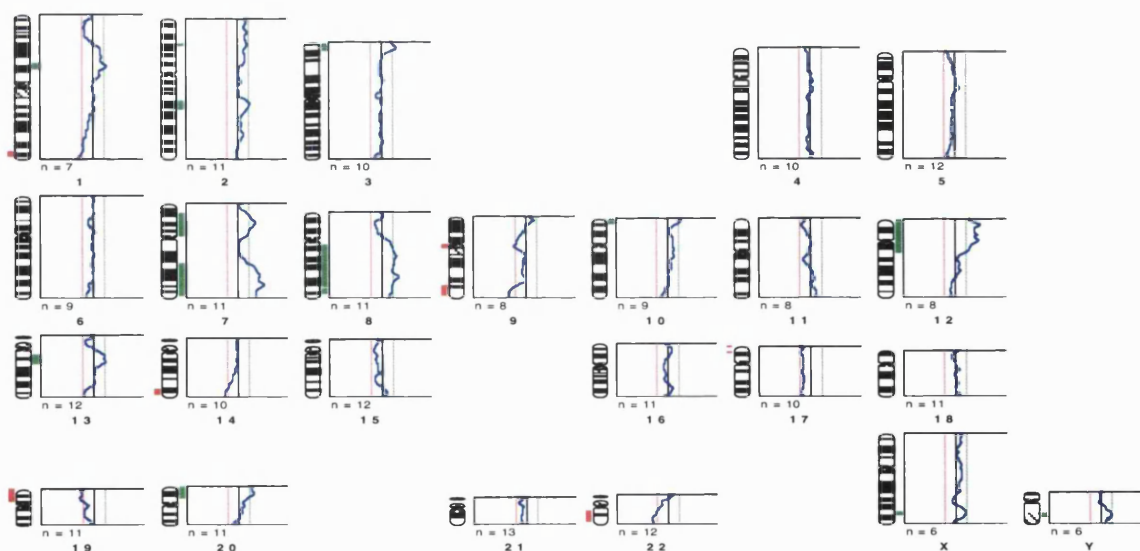 n = 7
1
n = 11
2
n = 10
3
n = 10
4
n = 12
5
n = 9
6
n = 11
7
n = 11
8
n = 8
9
n = 9
10
n = 8
11
n = 8
12
n = 12
13
n = 10
14
n = 12
15
n = 11
16
n = 10
17
n = 11
18
n = 11
19
n = 11
20
n = 13
21
n = 12
22
n = 6
X
n = 6
Y